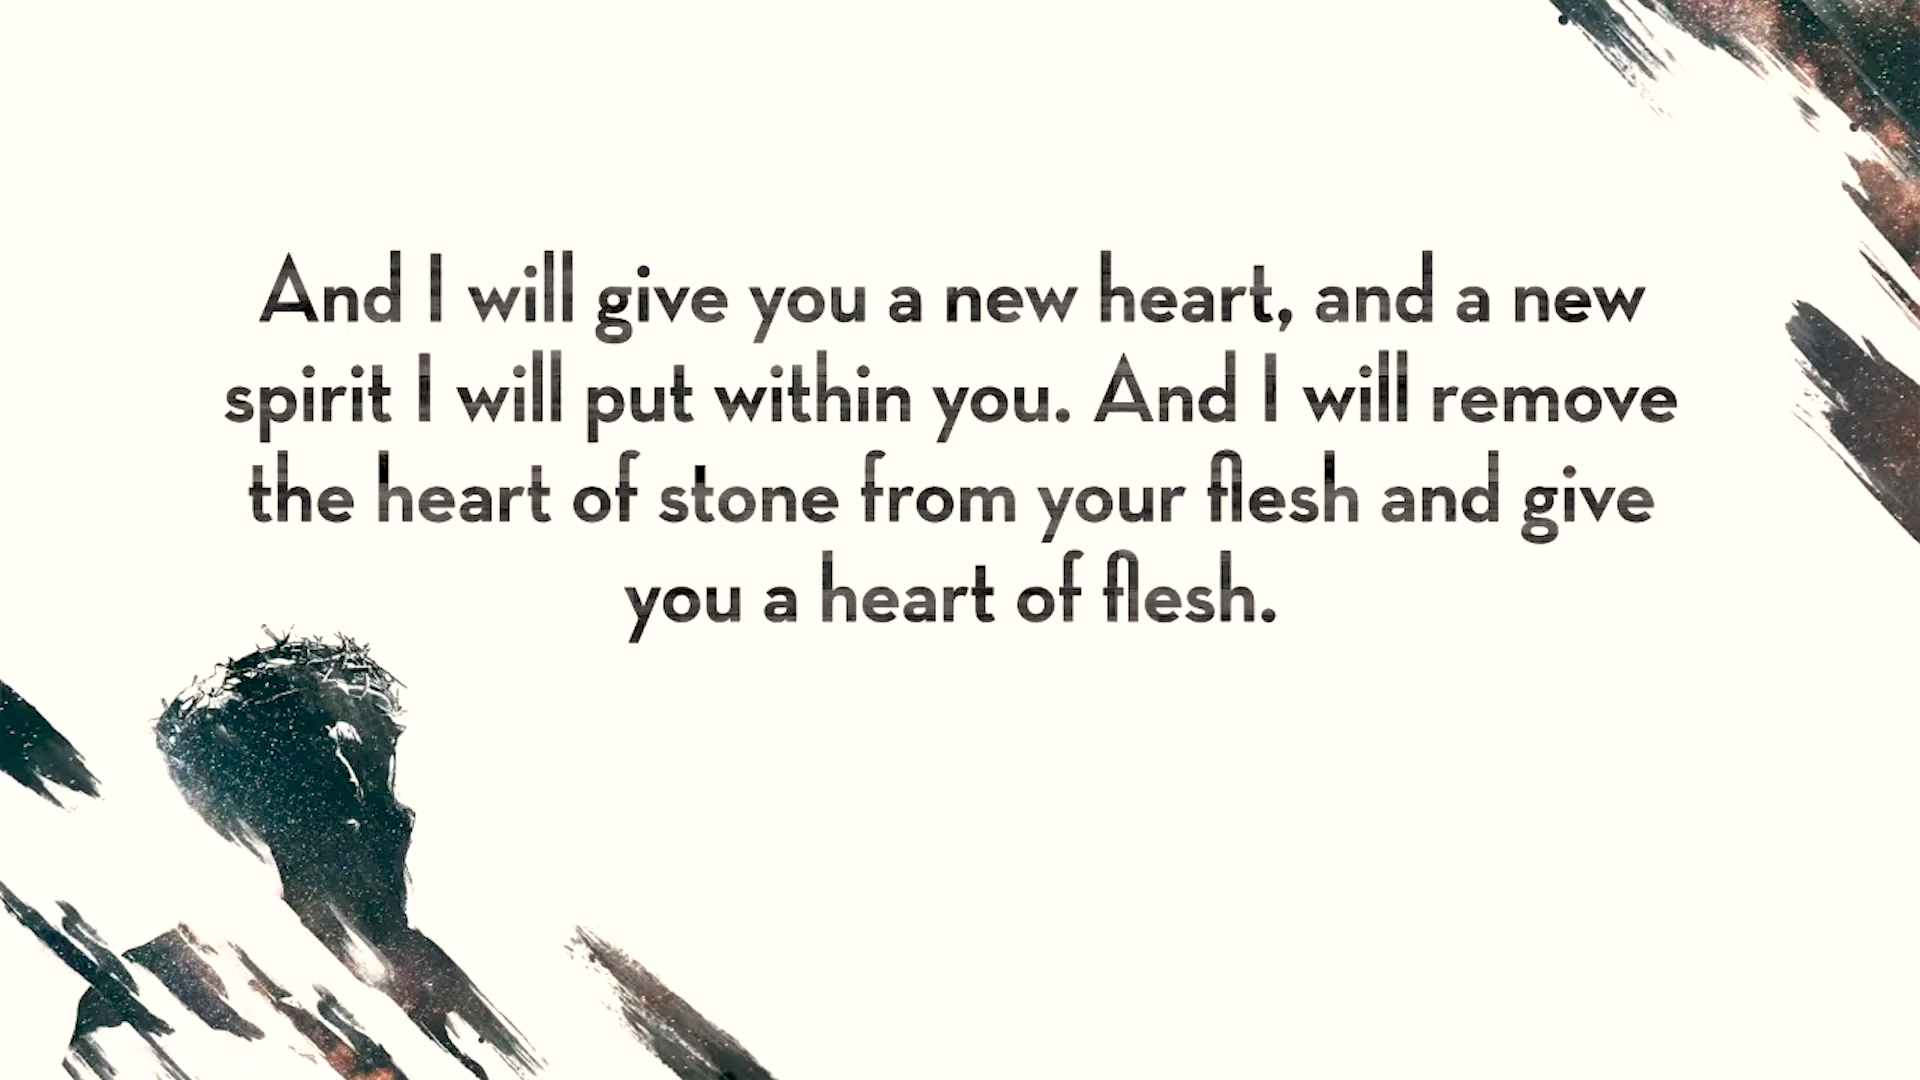 And I will give you a new heart, and a new
spirit I will put within you. And I will remove
the heart of stone from your flesh and give
you a heart of flesh.